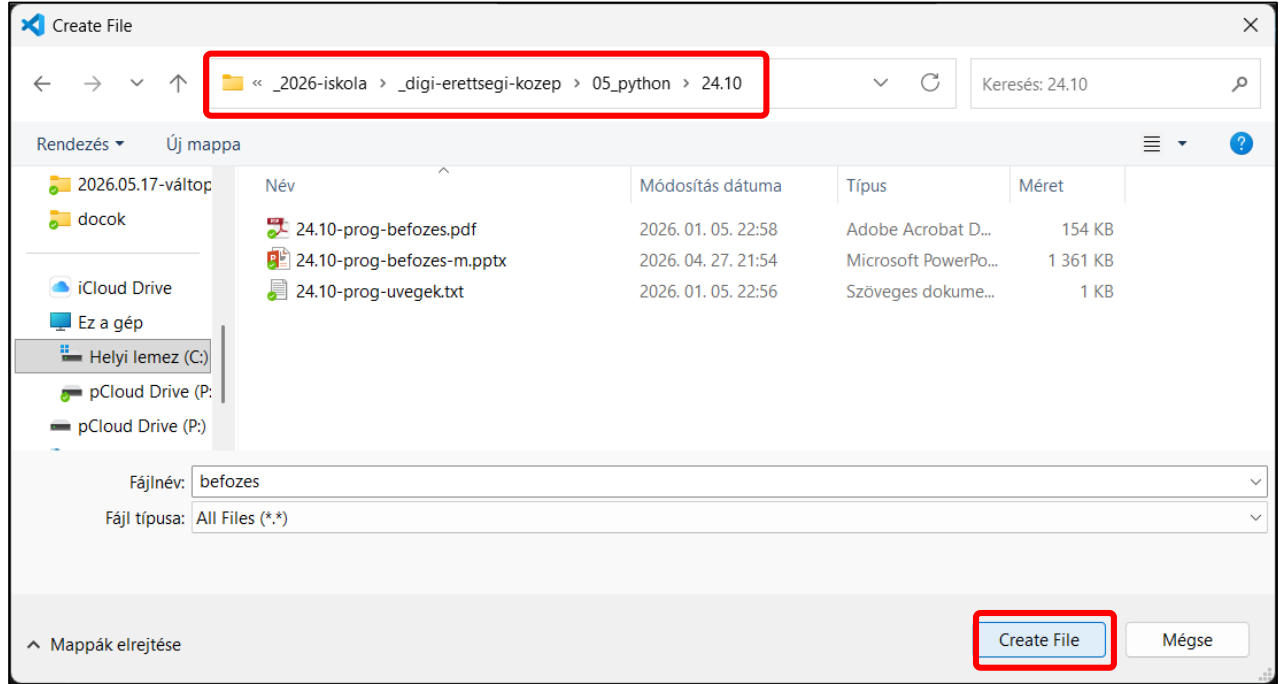 Create File
« _2026-iskola > _digi-erettsegi-kozep > 05_python > 24.10
Keresés: 24.10
Rendezés Új mappa
2026.05.17-váltop
docok
iCloud Drive
Ez a gép
Helyi lemez (C:)
pCloud Drive (P:
pCloud Drive (P:)
Név Módosítás dátuma Típus Méret
24.10-prog-befozes.pdf 2026. 01. 05. 22:58 Adobe Acrobat D... 154 KB
24.10-prog-befozes-m.pptx 2026. 04. 27. 21:54 Microsoft PowerPo... 1 361 KB
24.10-prog-uvegek.txt 2026. 01. 05. 22:56 Szöveges dokume... 1 KB
Fájlnév: befozes
Fájl típusa: All Files (*.*)
Mappák elrejtése
Create File Mégse